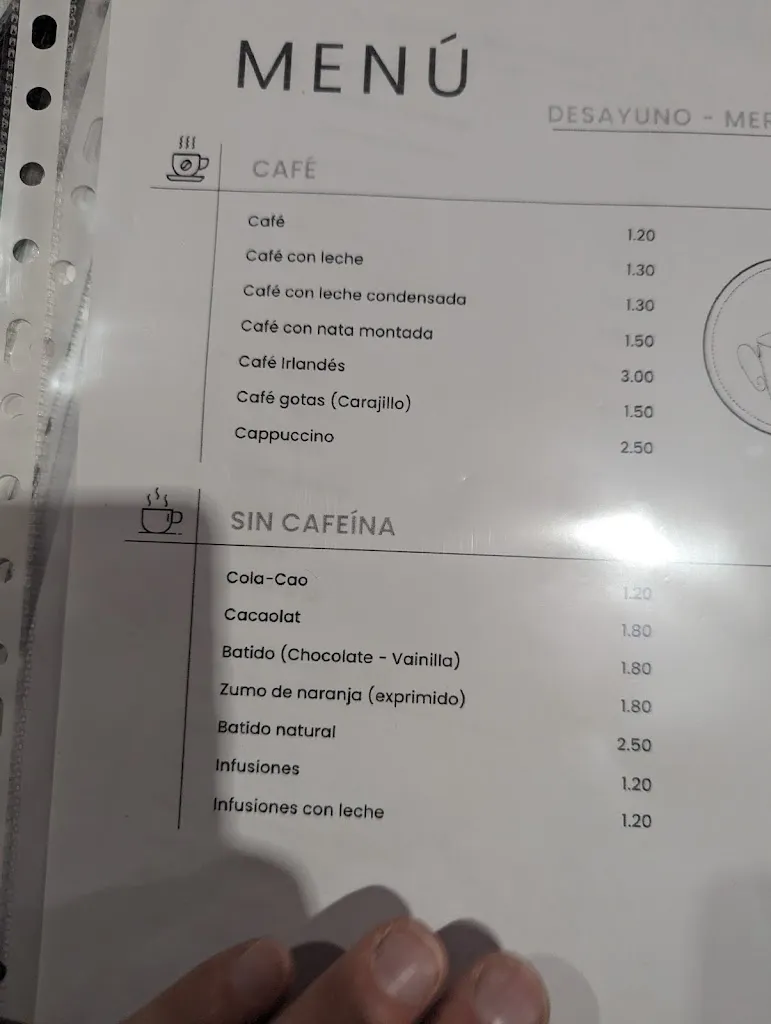 MENÚ
DESAYUNO - MER
CAFÉ
Café 1.20
Café con leche 1.30
Café con leche condensada 1.30
Café con nata montada 1.50
Café Irlandés 3.00
Café gotas (Carajillo) 1.50
Cappuccino 2.50
SIN CAFEÍNA
Cola-Cao 1.20
Cacaolat 1.80
Batido (Chocolate - Vainilla) 1.80
Zumo de naranja (exprimido) 1.80
Batido natural 2.50
Infusiones 1.20
Infusiones con leche 1.20